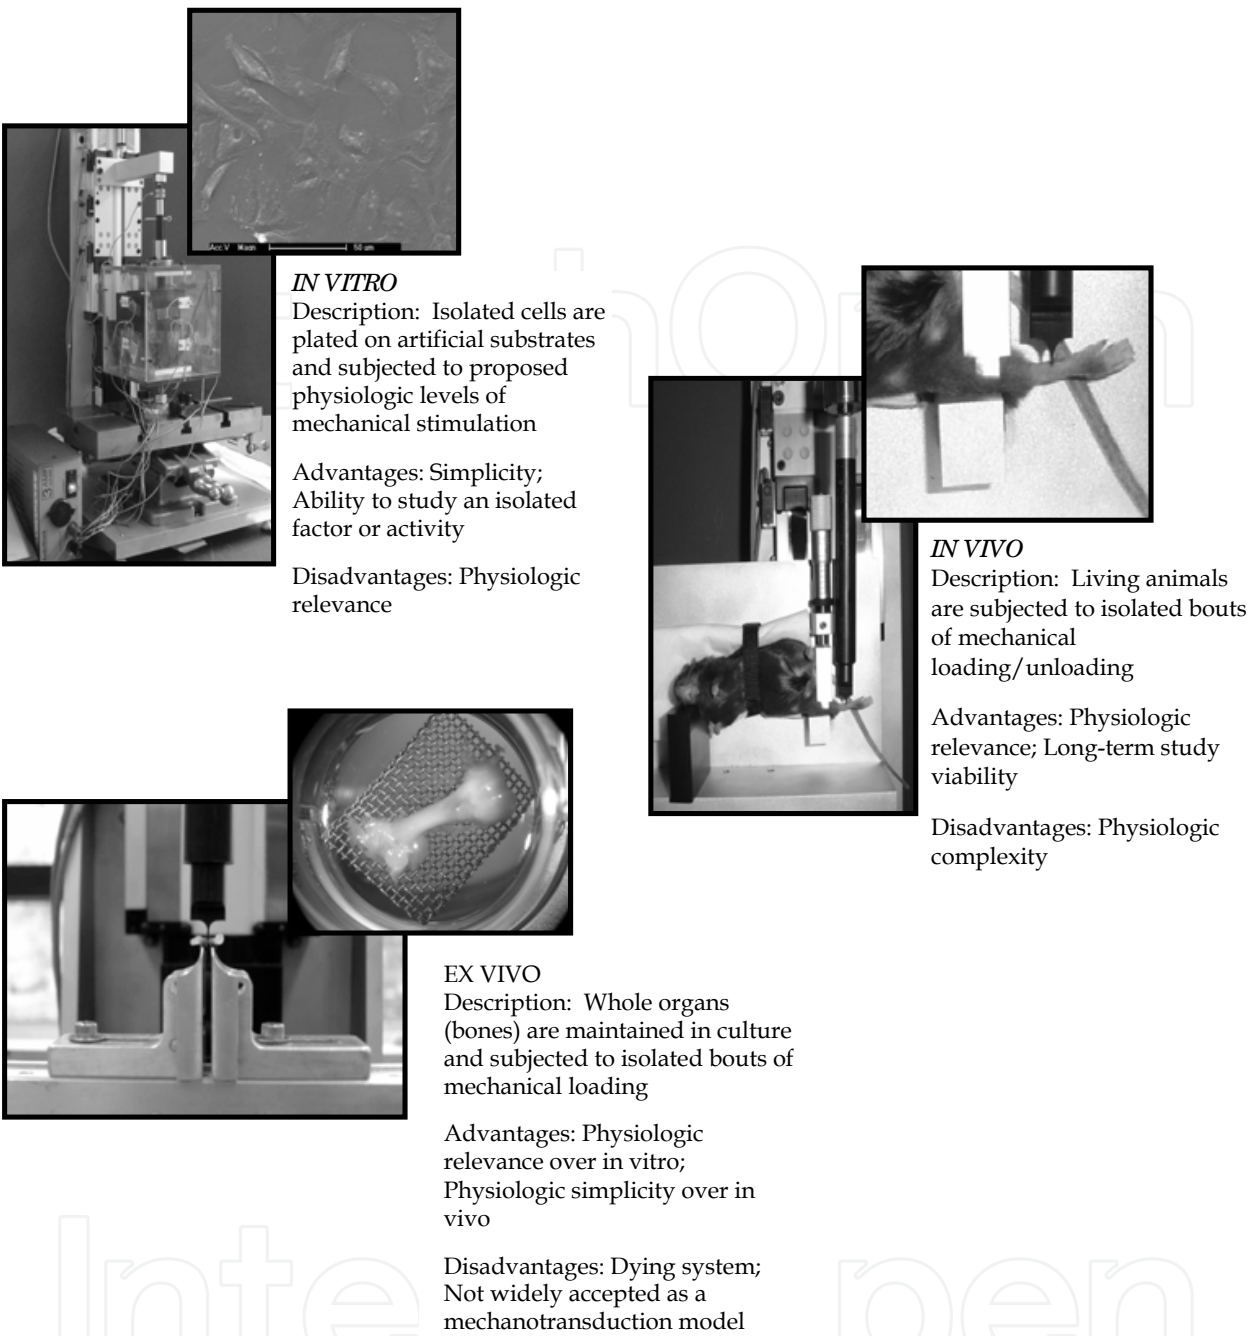 Acc.V Magn 50 um
IN VITRO
Description: Isolated cells are
plated on artificial substrates
and subjected to proposed
physiologic levels of
mechanical stimulation
Advantages: Simplicity;
Ability to study an isolated
factor or activity
Disadvantages: Physiologic
relevance
IN VIVO
Description: Living animals
are subjected to isolated bouts
of mechanical
loading/unloading
Advantages: Physiologic
relevance; Long-term study
viability
Disadvantages: Physiologic
complexity
EX VIVO
Description: Whole organs
(bones) are maintained in culture
and subjected to isolated bouts of
mechanical loading
Advantages: Physiologic
relevance over in vitro;
Physiologic simplicity over in
vivo
Disadvantages: Dying system;
Not widely accepted as a
mechanotransduction model